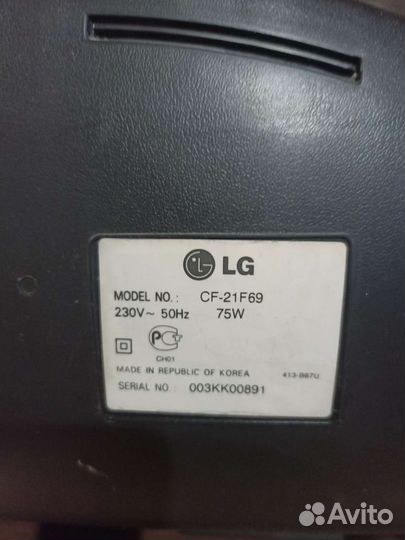 LG
MODEL NO.: CF-21F69
230V~ 50Hz 75W
CH01
MADE IN REPUBLIC OF KOREA 413-867U
SERIAL NO. 003KK00891
Avito